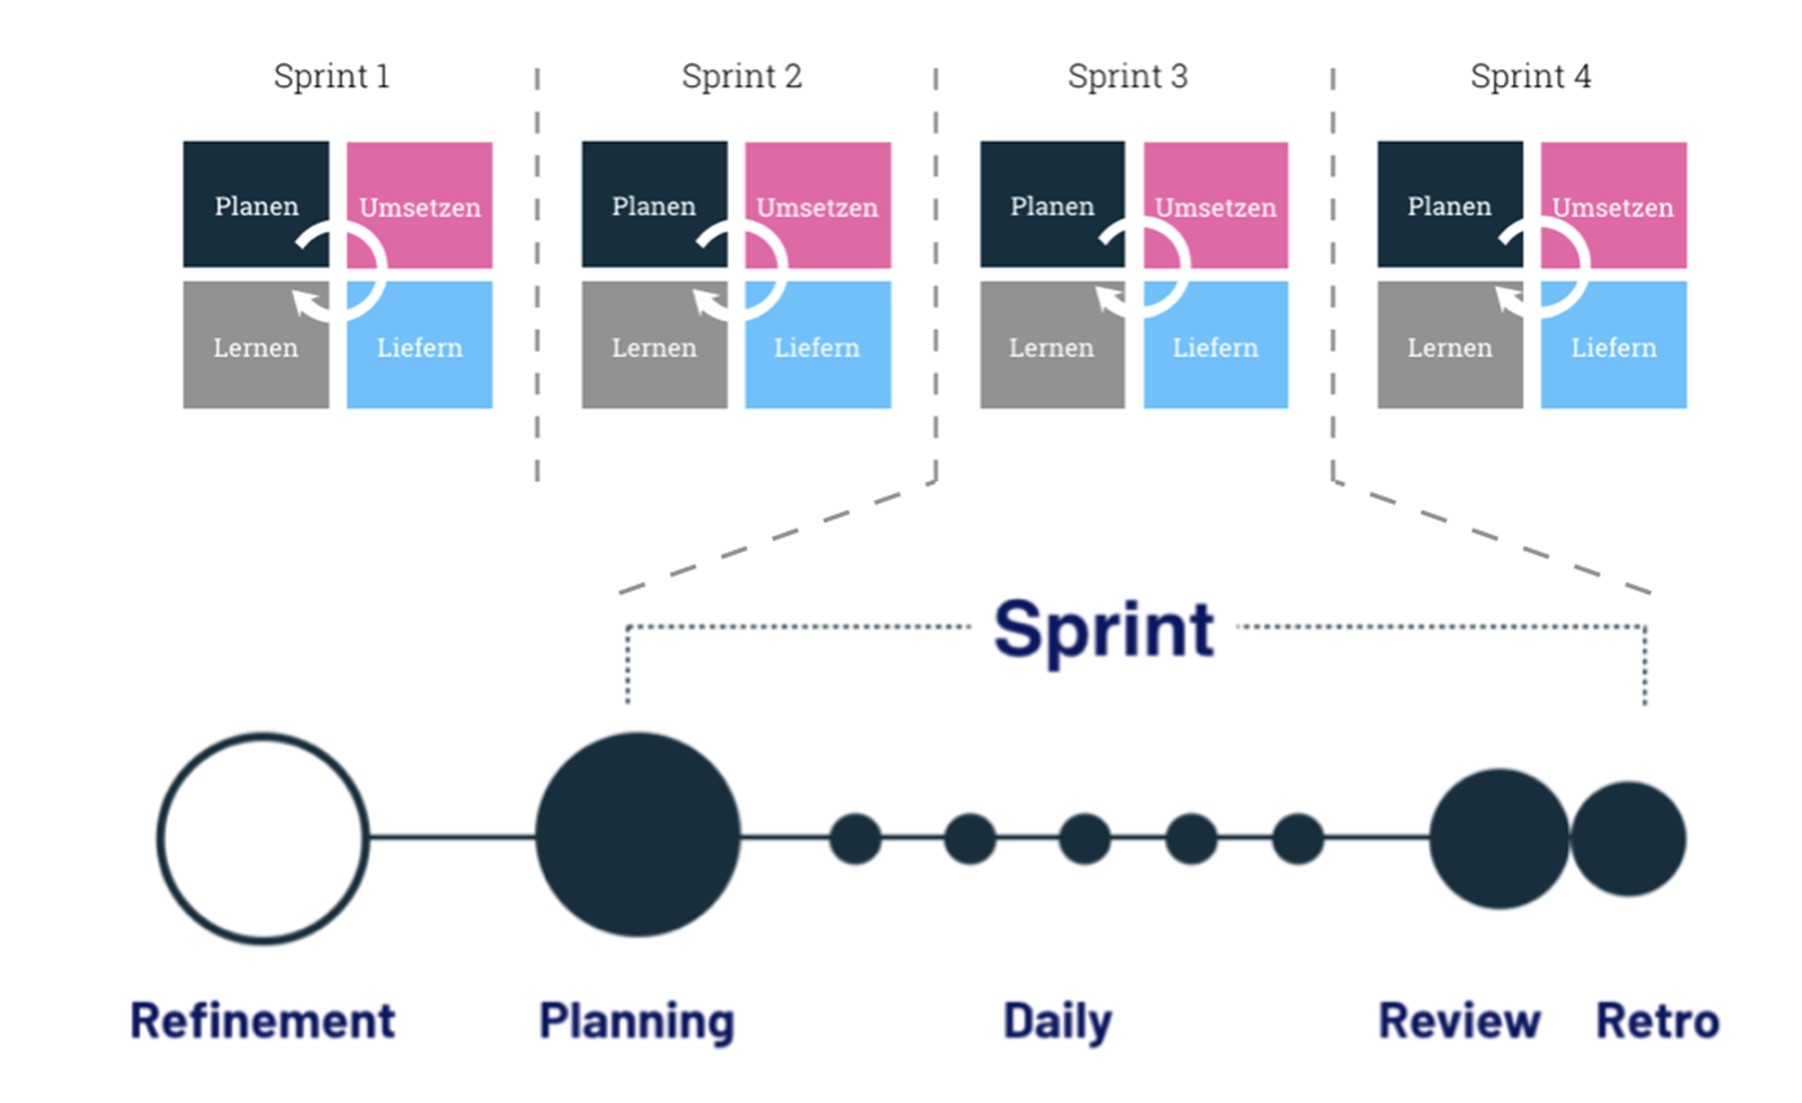 Sprint 1
Sprint 2
Sprint 3
Sprint 4
Planen
Umsetzen
Planen
Umsetzen
Planen
Umsetzen
Planen
Umsetzen
Lernen
Liefern
Lernen
Liefern
Lernen
Liefern
Lernen
Liefern
Sprint
Refinement
Planning
Daily
Review
Retro